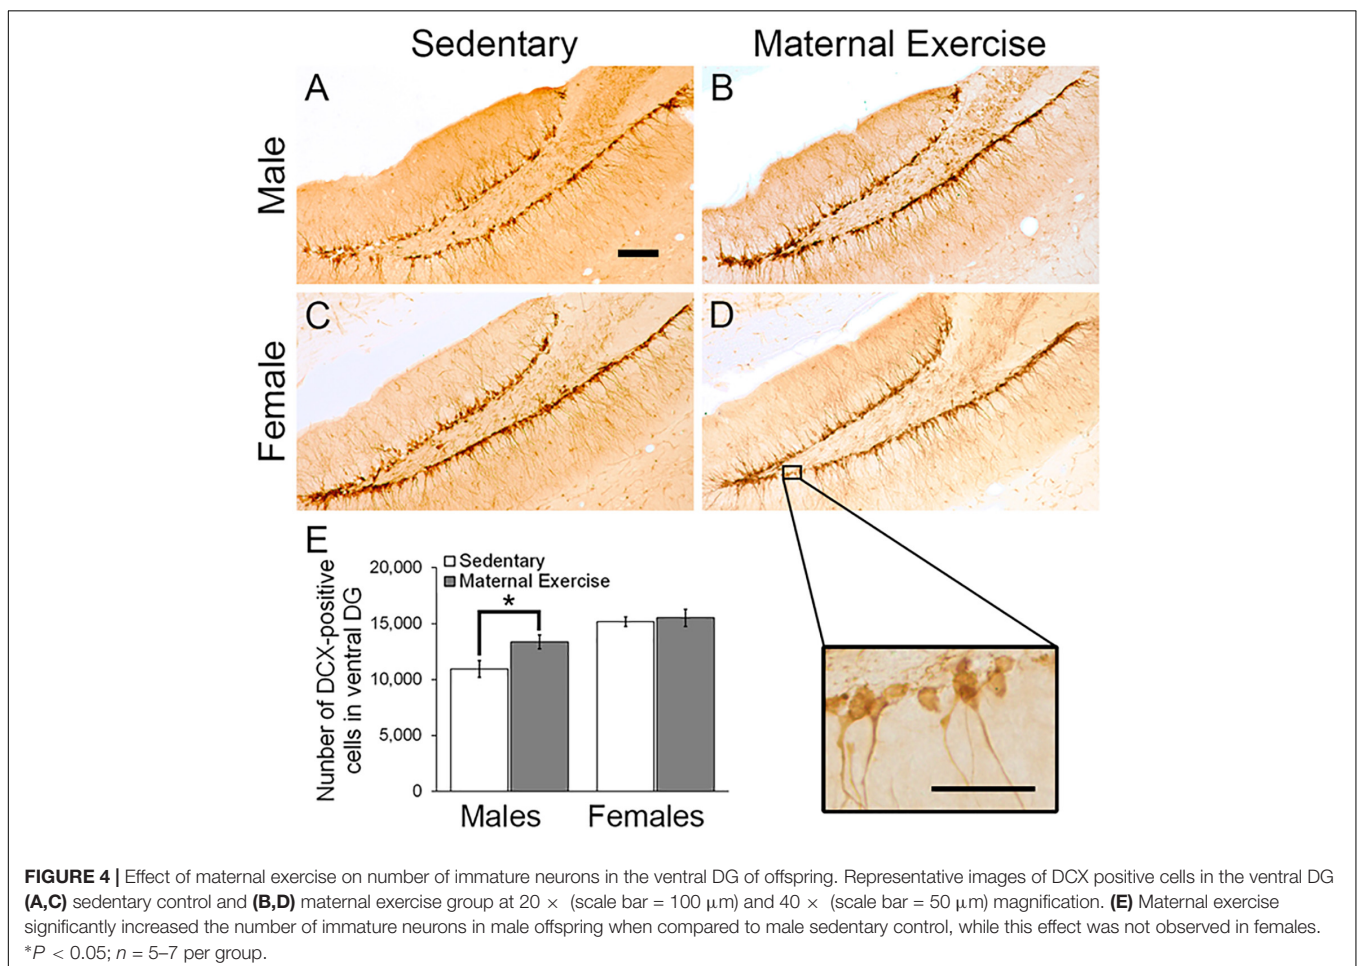 Sedentary Maternal Exercise
Male
A
B
Female
C
D
E
Nunber of DCX-positive
cells in ventral DG
Sedentary
Maternal Exercise
20,000
15,000
10,000
5,000
0
*
Males Females
FIGURE 4 | Effect of maternal exercise on number of immature neurons in the ventral DG of offspring. Representative images of DCX positive cells in the ventral DG
(A,C) sedentary control and (B,D) maternal exercise group at 20 × (scale bar = 100 μm) and 40 × (scale bar = 50 μm) magnification. (E) Maternal exercise
significantly increased the number of immature neurons in male offspring when compared to male sedentary control, while this effect was not observed in females.
*P < 0.05; n = 5–7 per group.